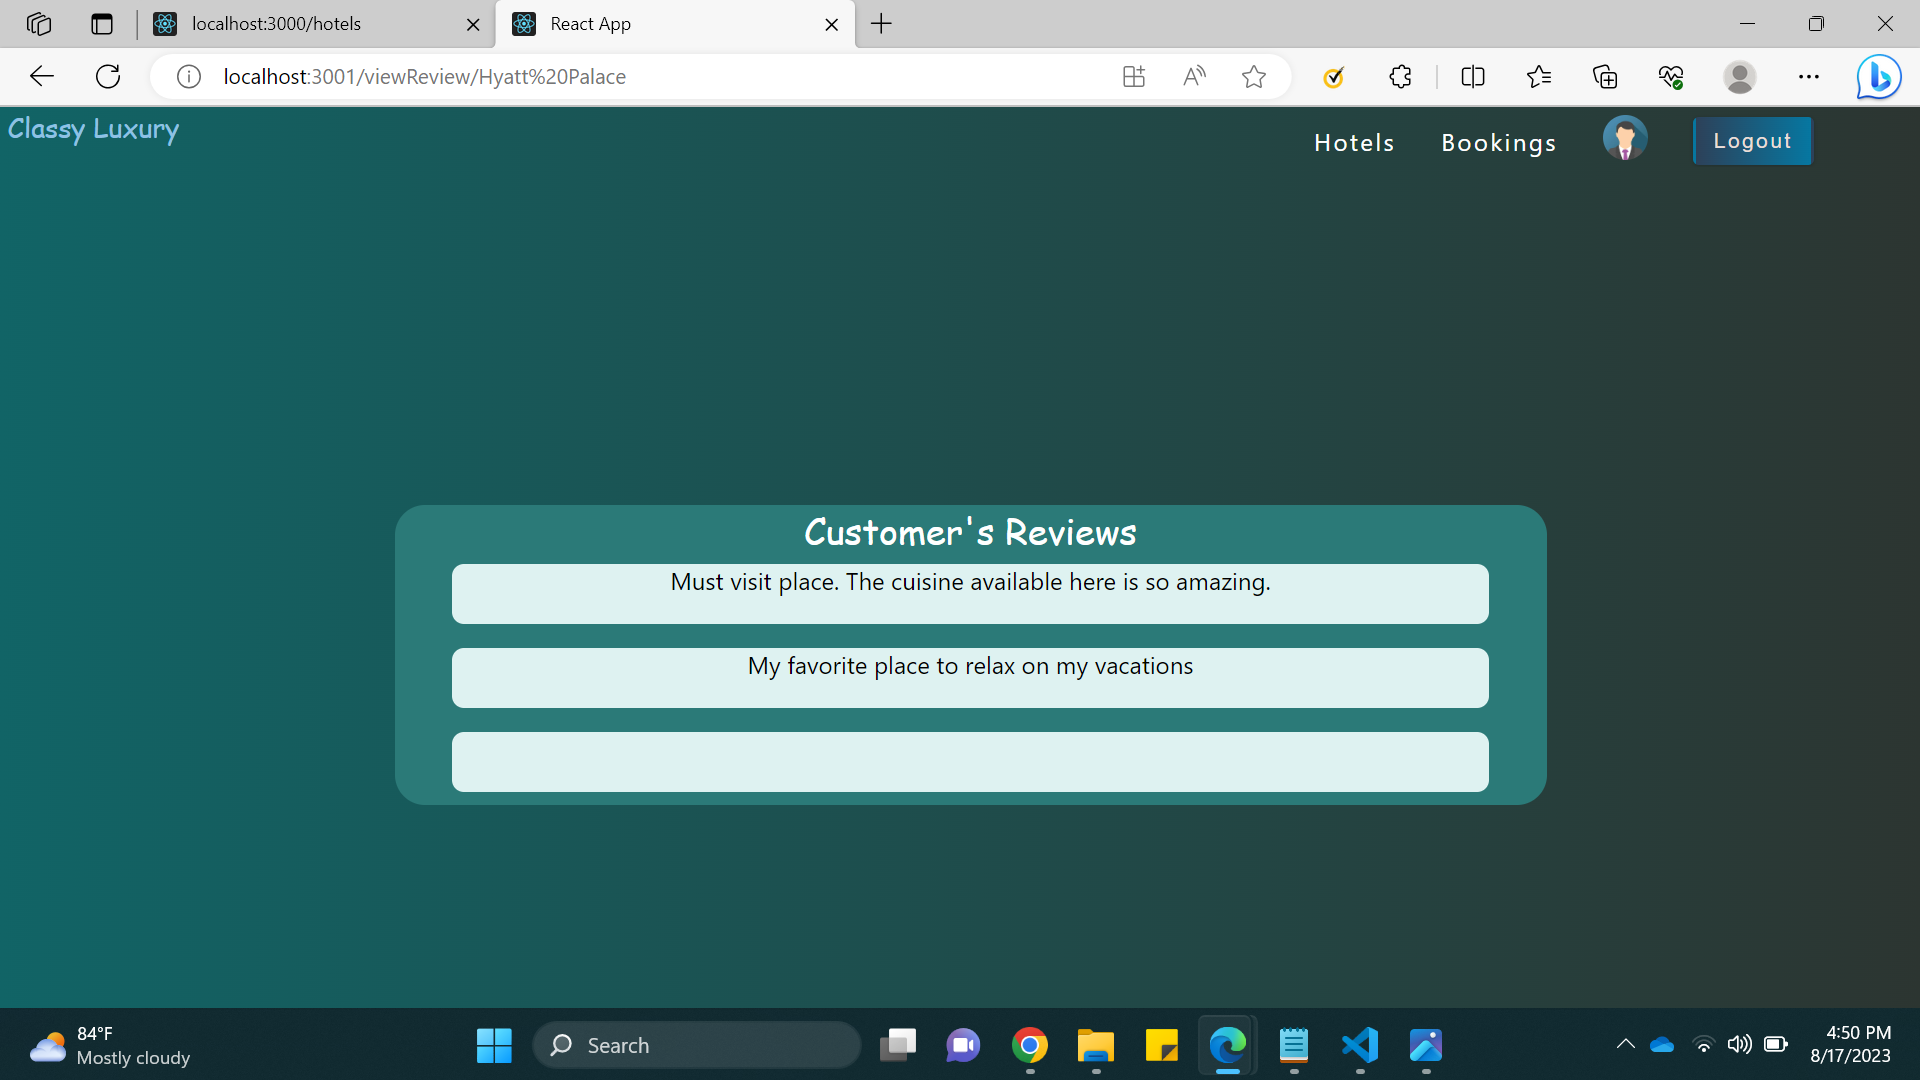 localhost:3000/hotels
React App
localhost:3001/viewReview/Hyatt%20Palace
Classy Luxury
Hotels
Bookings
Logout
Customer's Reviews
Must visit place. The cuisine available here is so amazing.
My favorite place to relax on my vacations
84°F
Mostly cloudy
Search
4:50 PM
8/17/2023